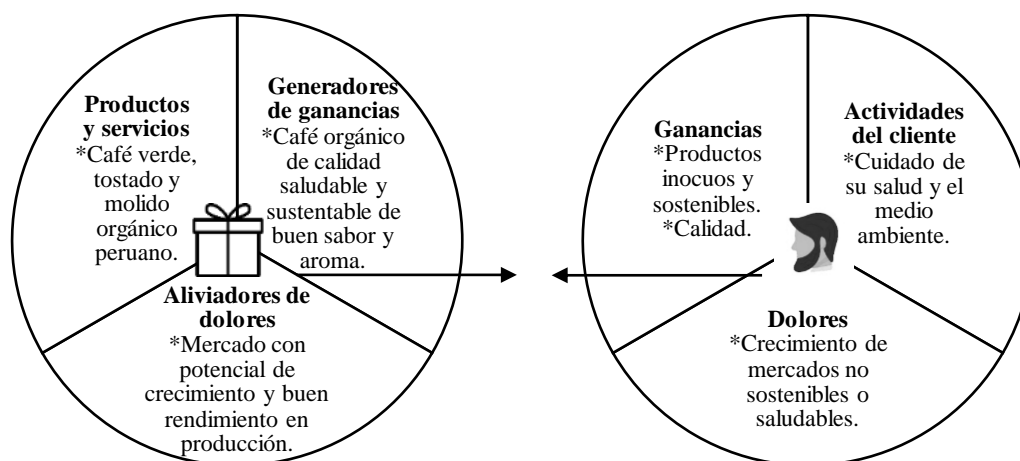 Productos
y servicios
*Café verde,
tostado y
molido
orgánico
peruano.
Generadores
de ganancias
*Café orgánico
de calidad
saludable y
sustentable de
buen sabor y
aroma.
Aliviadores de
dolores
*Mercado con
potencial de
crecimiento y buen
rendimiento en
producción.
Ganancias
*Productos
inocuos y
sostenibles.
*Calidad.
Actividades
del cliente
*Cuidado de
su salud y el
medio
ambiente.
Dolores
*Crecimiento de
mercados no
sostenibles o
saludables.